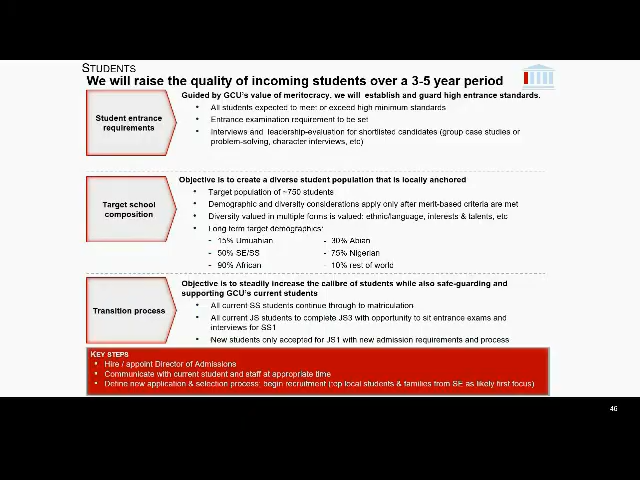 STUDENTS
We will raise the quality of incoming students over a 3-5 year period
Student entrance
requirements
Guided by GCU's value of meritocracy, we will establish and guard high entrance standards.
• All students expected to meet or exceed high minimum standards
• Entrance examination requirement to be set
• Interviews and leadership-evaluation for shortlisted candidates (group case studies or
problem-solving, character interviews, etc)
Target school
composition
Objective is to create a diverse student population that is locally anchored
• Target population of ~750 students
• Demographic and diversity considerations apply only after merit-based criteria are met
• Diversity valued in multiple forms is valued: ethnic/language, interests & talents, etc
• Long term target demographics:
- 15% Umuahian - 30% Abian
- 50% SE/SS - 75% Nigerian
- 90% African - 10% rest of world
Transition process
Objective is to steadily increase the calibre of students while also safe-guarding and
supporting GCU's current students
• All current SS students continue through to matriculation
• All current JS students to complete JS3 with opportunity to sit entrance exams and
interviews for SS1
• New students only accepted for JS1 with new admission requirements and process
KEY STEPS
• Hire / appoint Director of Admissions
• Communicate with current student and staff at appropriate time
• Define new application & selection process; begin recruitment (top local students & families from SE as likely first focus)
46